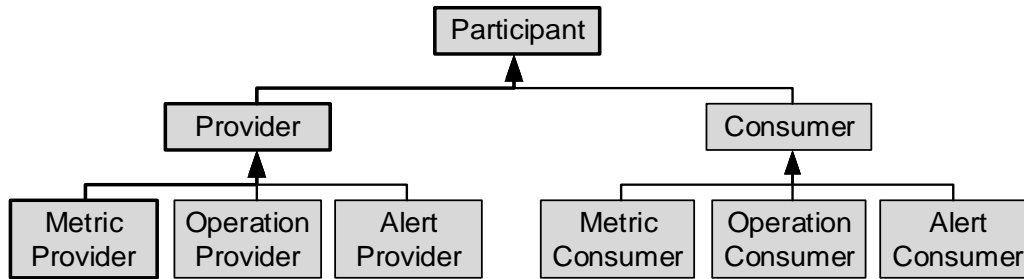 Participant
Provider
Consumer
Metric
Provider
Operation
Provider
Alert
Provider
Metric
Consumer
Operation
Consumer
Alert
Consumer